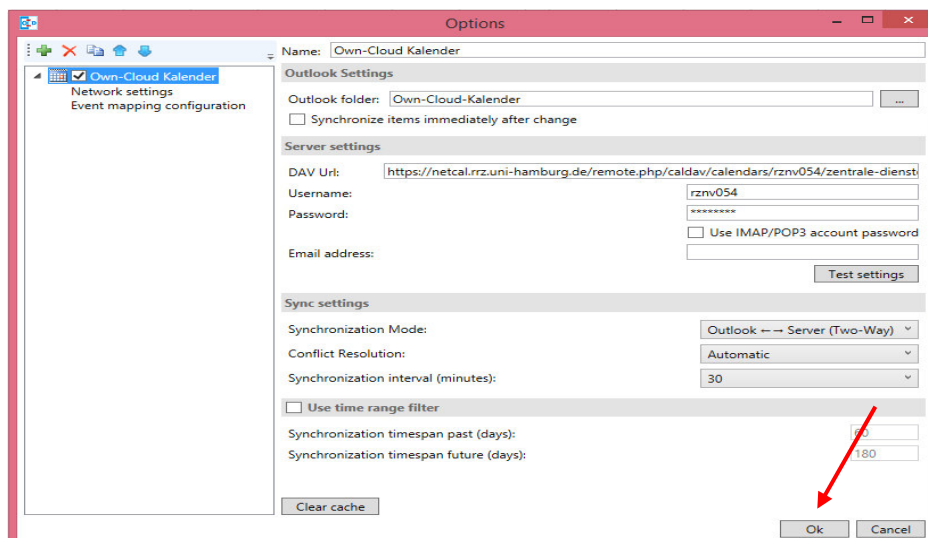 Options
Name: Own-Cloud Kalender
Own-Cloud Kalender
Network settings
Event mapping configuration
Outlook Settings
Outlook folder: Own-Cloud-Kalender ...
Synchronize items immediately after change
Server settings
DAV Url: https://netcal.rrz.uni-hamburg.de/remote.php/caldav/calendars/rznv054/zentrale-dienst
Username: rznv054
Password: ********
Use IMAP/POP3 account password
Email address:
Test settings
Sync settings
Synchronization Mode: Outlook ←→ Server (Two-Way)
Conflict Resolution: Automatic
Synchronization interval (minutes): 30
Use time range filter
Synchronization timespan past (days): 60
Synchronization timespan future (days): 180
Clear cache
Ok Cancel